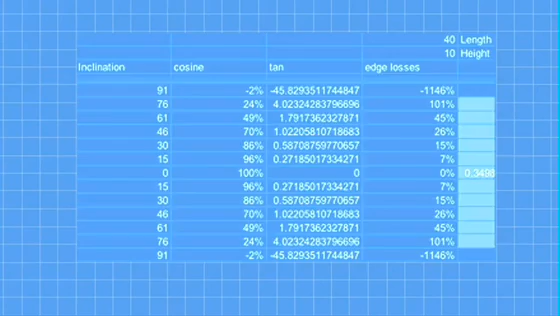 40 Length
10 Height
Inclination cosine tan edge losses
91 -2% -45.8293511744847 -1146%
76 24% 4.02324283796696 101%
61 49% 1.7917362327871 45%
46 70% 1.02205810718683 26%
30 86% 0.58708759770657 15%
15 96% 0.27185017334271 7%
0 100% 0 0% 0.3498
15 96% 0.27185017334271 7%
30 86% 0.58708759770657 15%
46 70% 1.02205810718683 26%
61 49% 1.7917362327871 45%
76 24% 4.02324283796696 101%
91 -2% -45.8293511744847 -1146%